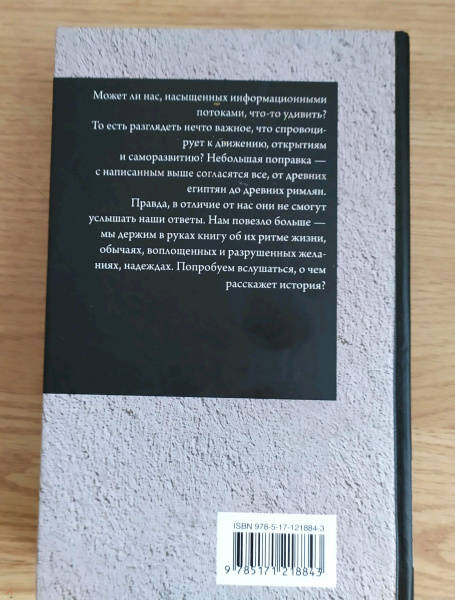 Может ли нас, насыщенных информационными
потоками, что-то удивить?
То есть разглядеть нечто важное, что спровоци-
рует к движению, открытиям
и саморазвитию? Небольшая поправка —
с написанным выше согласятся все, от древних
египтян до древних римлян.
Правда, в отличие от нас они не смогут
услышать наши ответы. Нам повезло больше —
мы держим в руках книгу об их ритме жизни,
обычаях, воплощенных и разрушенных жела-
ниях, надеждах. Попробуем вслушаться, о чем
расскажет история?
ISBN 978-5-17-121884-3
9 785171 218843